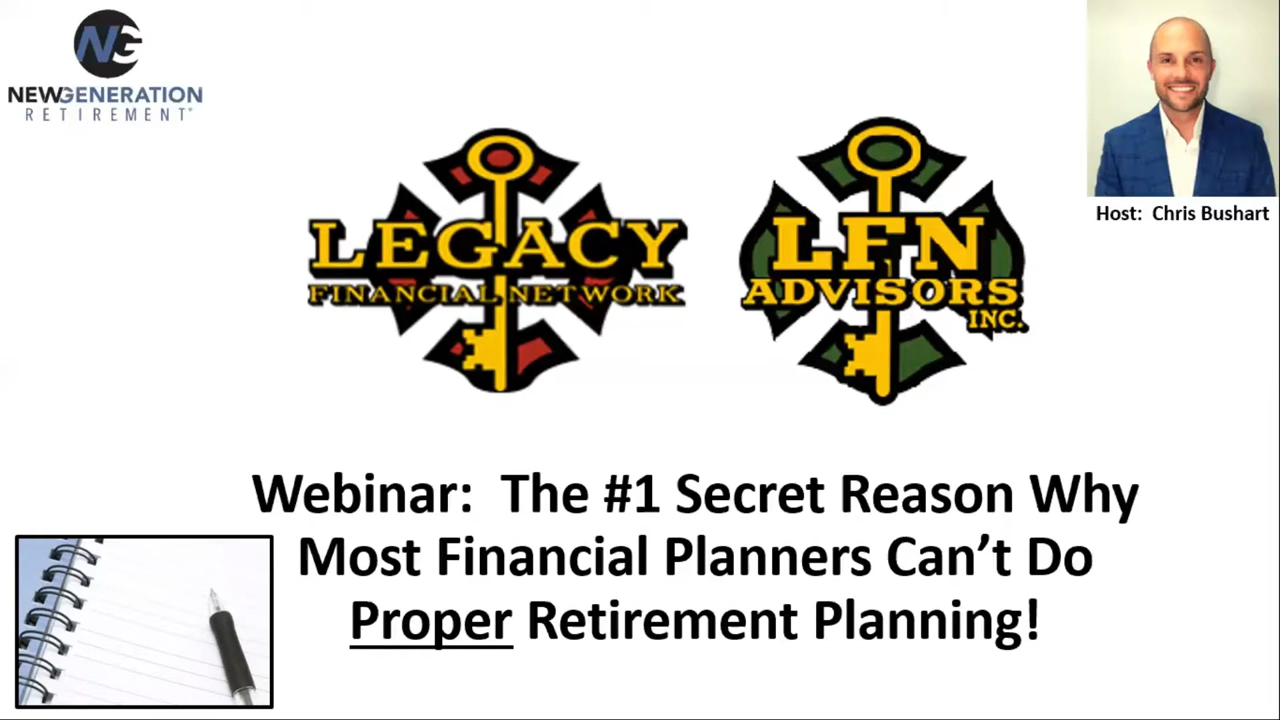 NG
NEWGENERATION
RETIREMENT
Host: Chris Bushart
LEGACY
FINANCIAL NETWORK
LFN
ADVISORS
INC.
Webinar: The #1 Secret Reason Why
Most Financial Planners Can't Do
Proper Retirement Planning!